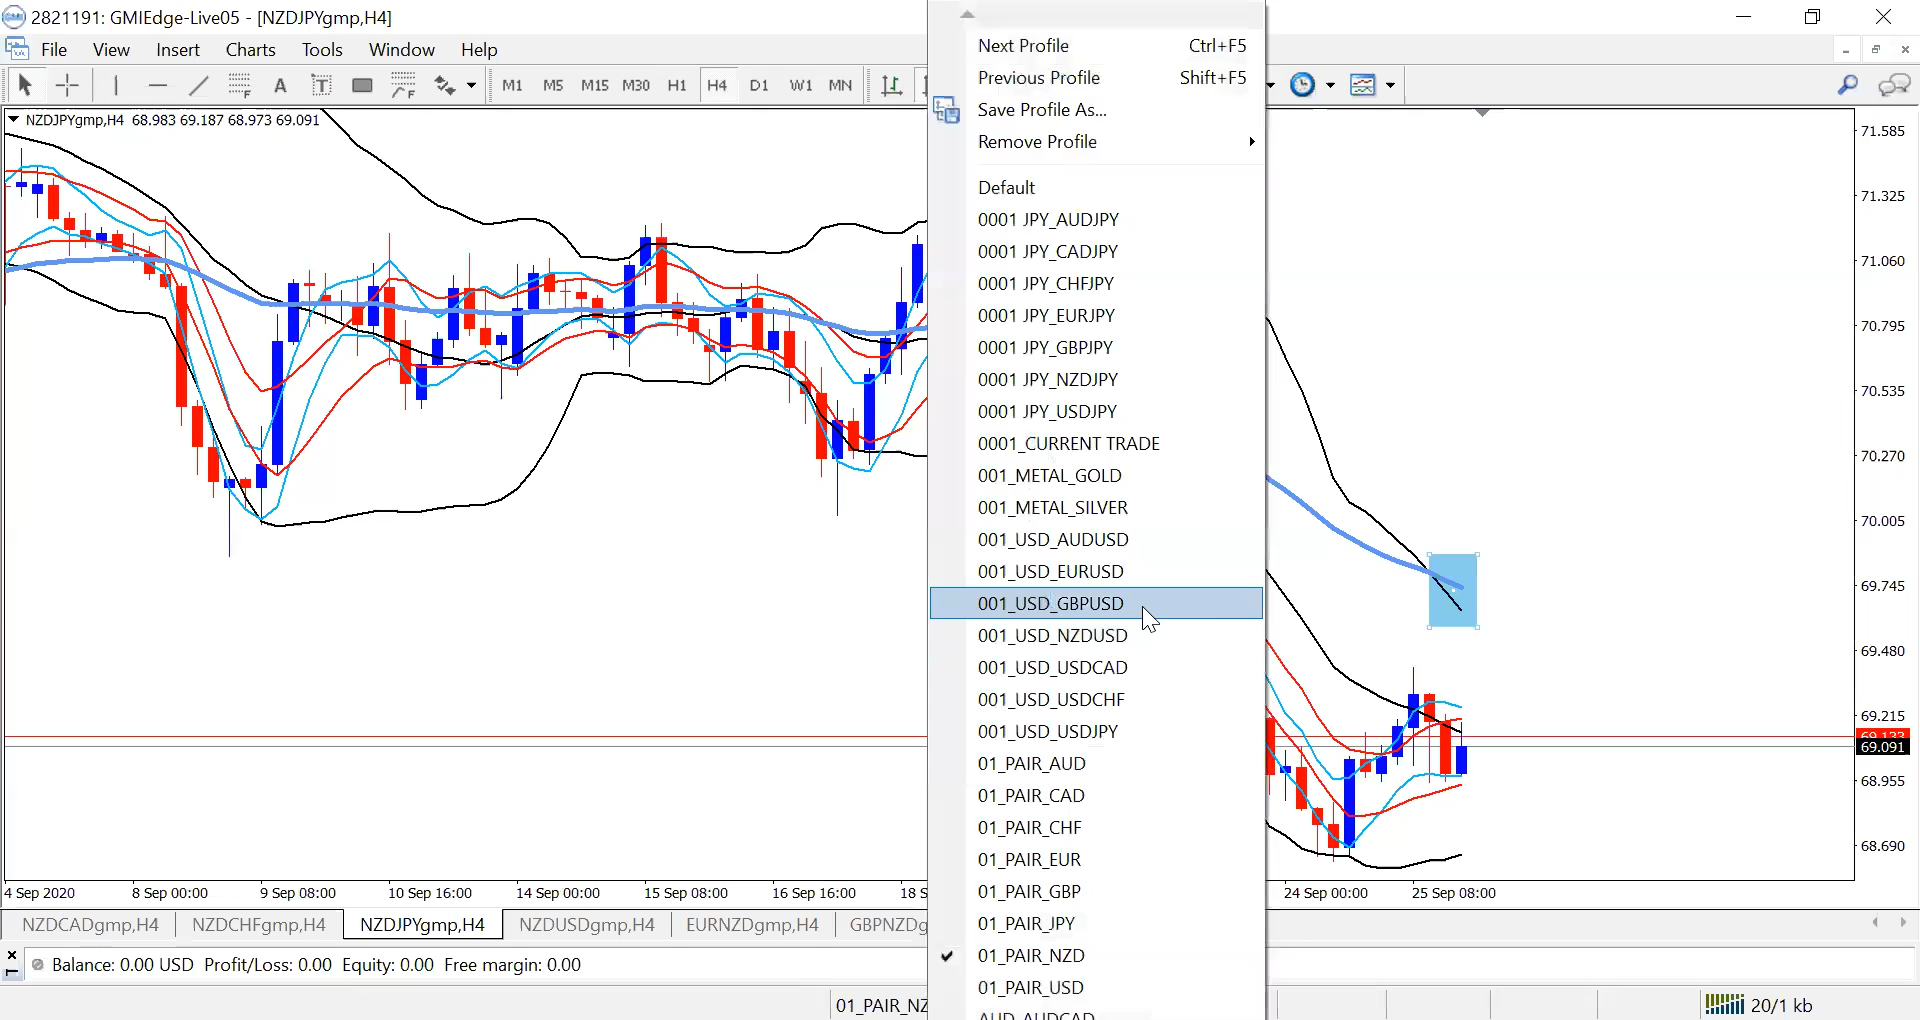 2821191: GMIEdge-Live05 - [NZDJPYgmp,H4]
File View Insert Charts Tools Window Help
A T F F M1 M5 M15 M30 H1 H4 D1 W1 MN
NZDJPYgmp,H4 68.983 69.187 68.973 69.091
Next Profile Ctrl+F5
Previous Profile Shift+F5
Save Profile As...
Remove Profile
Default
0001 JPY_AUDJPY
0001 JPY_CADJPY
0001 JPY_CHFJPY
0001 JPY_EURJPY
0001 JPY_GBPJPY
0001 JPY_NZDJPY
0001 JPY_USDJPY
0001_CURRENT TRADE
001_METAL_GOLD
001_METAL_SILVER
001_USD_AUDUSD
001_USD_EURUSD
001_USD_GBPUSD
001_USD_NZDUSD
001_USD_USDCAD
001_USD_USDCHF
001_USD_USDJPY
01_PAIR_AUD
01_PAIR_CAD
01_PAIR_CHF
01_PAIR_EUR
01_PAIR_GBP
01_PAIR_JPY
01_PAIR_NZD
01_PAIR_USD
AUD_AUDCAD
71.585
71.325
71.060
70.795
70.535
70.270
70.005
69.745
69.480
69.215
69.091
68.955
68.690
4 Sep 2020 8 Sep 00:00 9 Sep 08:00 10 Sep 16:00 14 Sep 00:00 15 Sep 08:00 16 Sep 16:00 18 S 24 Sep 00:00 25 Sep 08:00
NZDCADgmp,H4 NZDCHFgmp,H4 NZDJPYgmp,H4 NZDUSDgmp,H4 EURNZDgmp,H4 GBPNZDg
Balance: 0.00 USD Profit/Loss: 0.00 Equity: 0.00 Free margin: 0.00
01_PAIR_NZ 20/1 kb